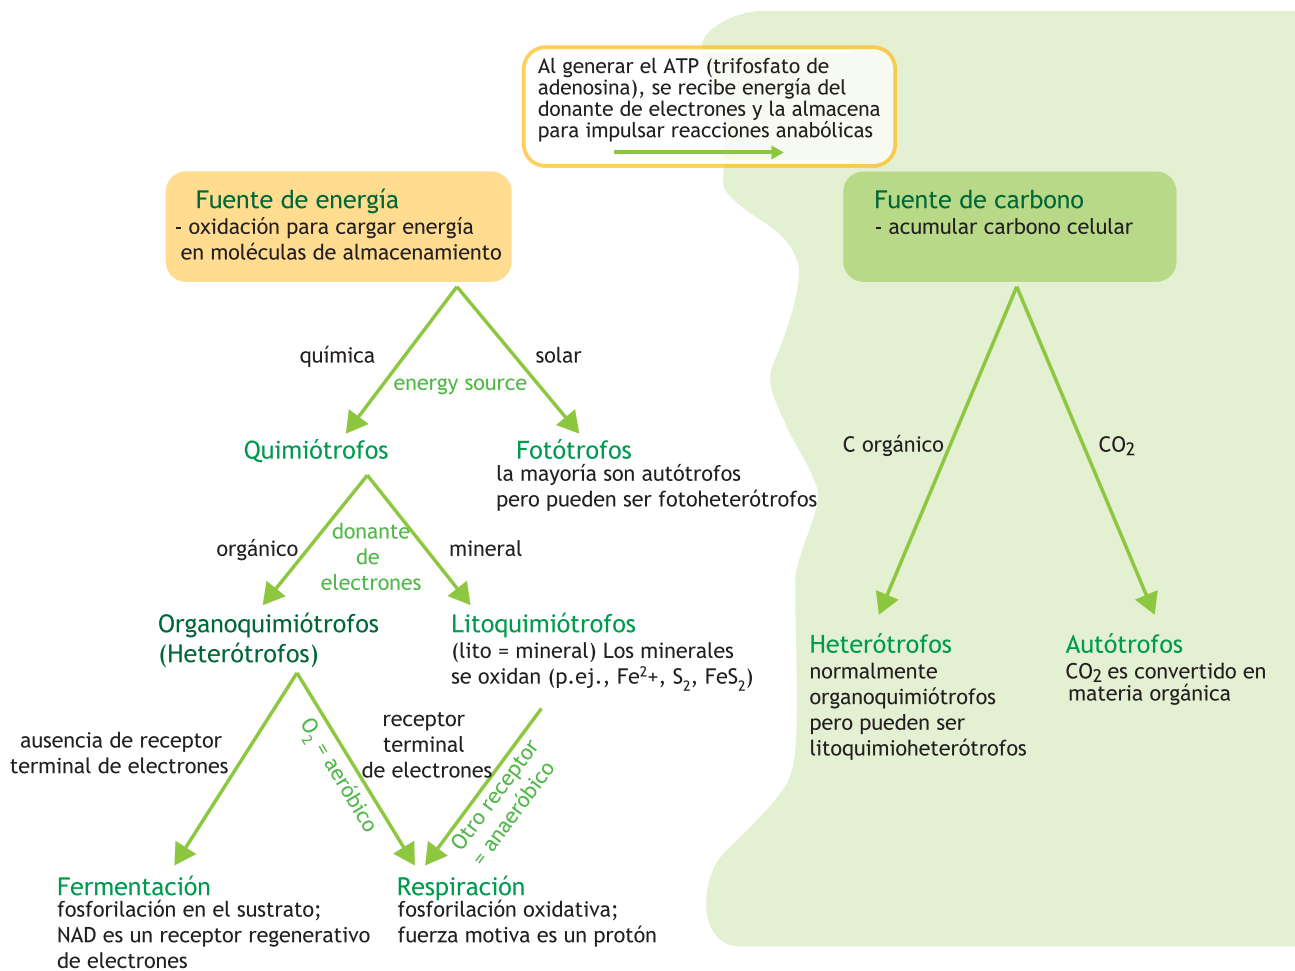 Al generar el ATP (trifosfato de
adenosina), se recibe energía del
donante de electrones y la almacena
para impulsar reacciones anabólicas
Fuente de energía
- oxidación para cargar energía
en moléculas de almacenamiento
Fuente de carbono
- acumular carbono celular
química
solar
energy source
Quimiótrofos
Fotótrofos
la mayoría son autótrofos
pero pueden ser fotoheterótrofos
C orgánico
CO₂
orgánico
donante
de
electrones
mineral
Organoquimiótrofos
(Heterótrofos)
Litoquimiótrofos
(lito = mineral) Los minerales
se oxidan (p.ej., Fe²+, S₂, FeS₂)
Heterótrofos
normalmente
organoquimiótrofos
pero pueden ser
litoquimioheterótrofos
Autótrofos
CO₂ es convertido en
materia orgánica
ausencia de receptor
terminal de electrones
O₂ = aeróbico
receptor
terminal
de electrones
Otro receptor
= anaeróbico
Fermentación
fosforilación en el sustrato;
NAD es un receptor regenerativo
de electrones
Respiración
fosforilación oxidativa;
fuerza motiva es un protón